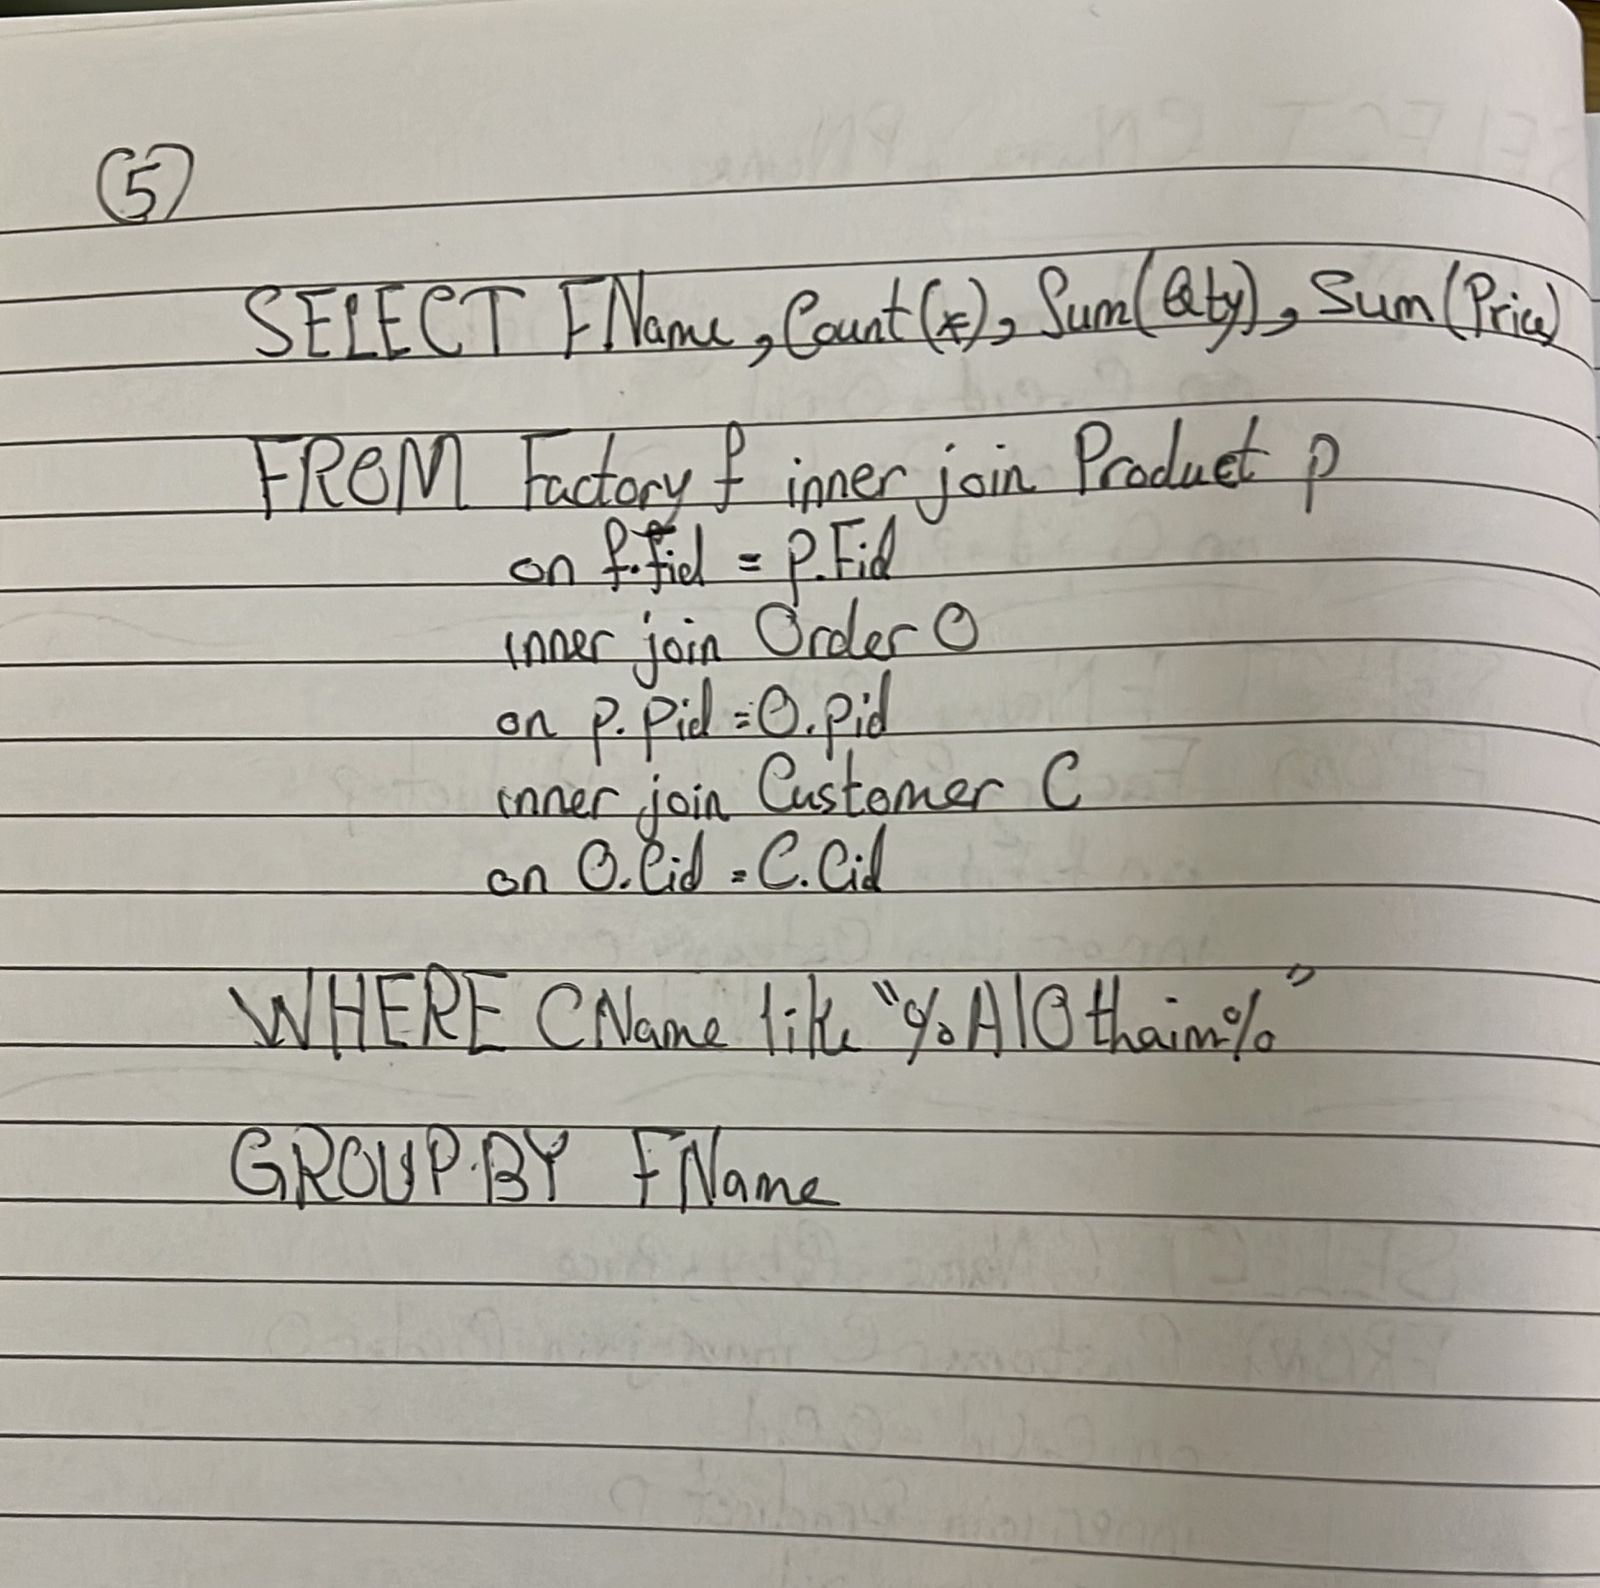 (5)
SELECT FName, Count(*), Sum(Qty), Sum(Price)
FROM Factory f inner join Product p
on f.Fid = p.Fid
inner join Order O
on p.Pid = O.pid
inner join Customer C
on O.Cid = C.Cid
WHERE CName like "%AlOthaim%"
GROUP BY FName